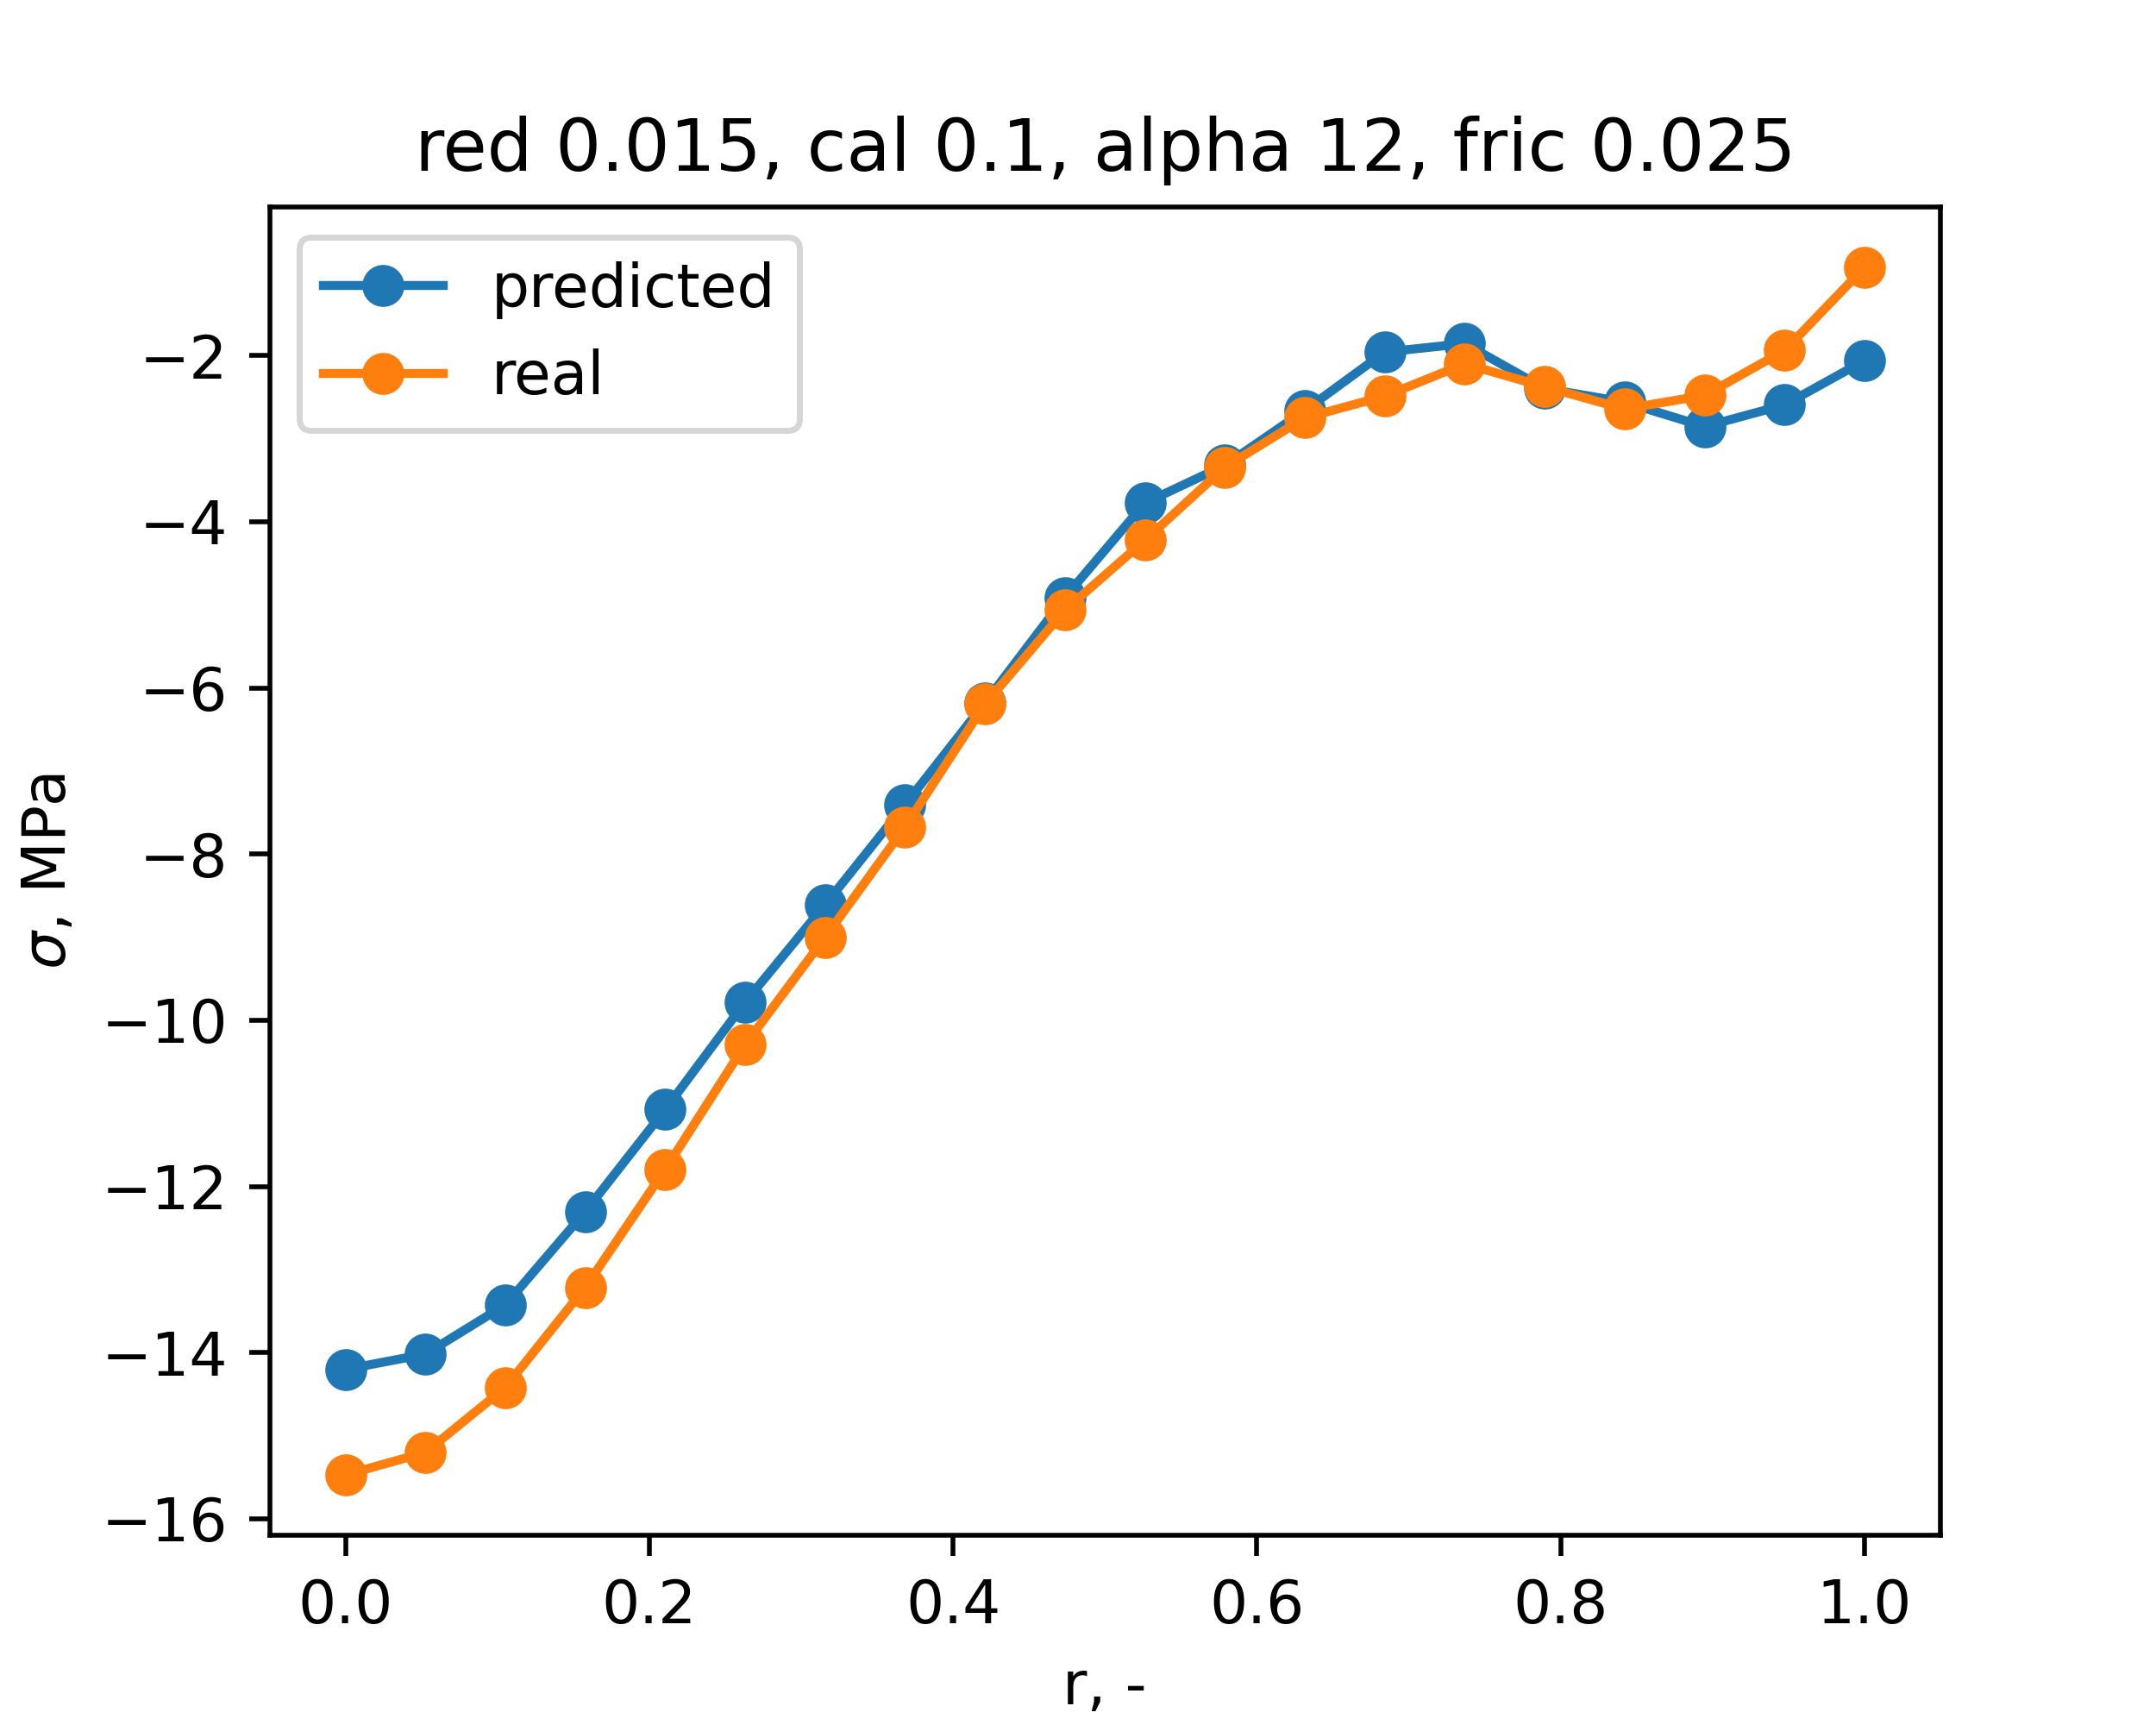 red 0.015, cal 0.1, alpha 12, fric 0.025
predicted
real
−2
−4
−6
−8
−10
−12
−14
−16
σ, MPa
0.0 0.2 0.4 0.6 0.8 1.0
r, -